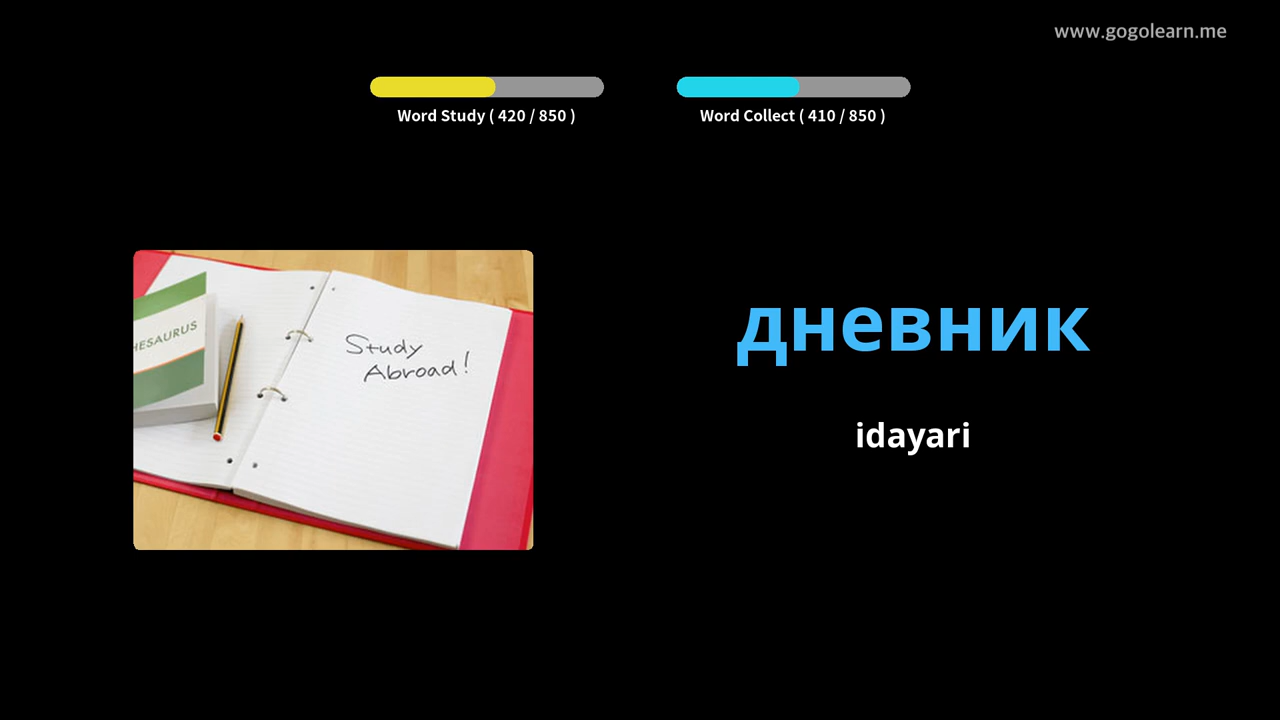 www.gogolearn.me
Word Study ( 420 / 850 )
Word Collect ( 410 / 850 )
HESAURUS
Study
Abroad!
дневник
idayari